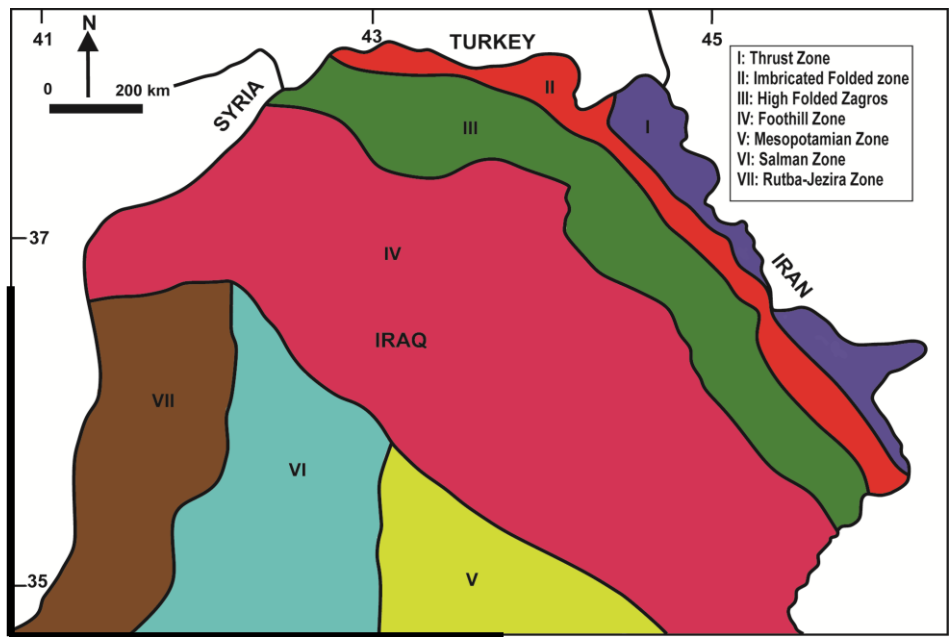 41
43
45
N
0 200 km
TURKEY
SYRIA
IRAN
I: Thrust Zone
II: Imbricated Folded zone
III: High Folded Zagros
IV: Foothill Zone
V: Mesopotamian Zone
VI: Salman Zone
VII: Rutba-Jezira Zone
II
I
III
37
IV
IRAQ
VII
VI
V
35